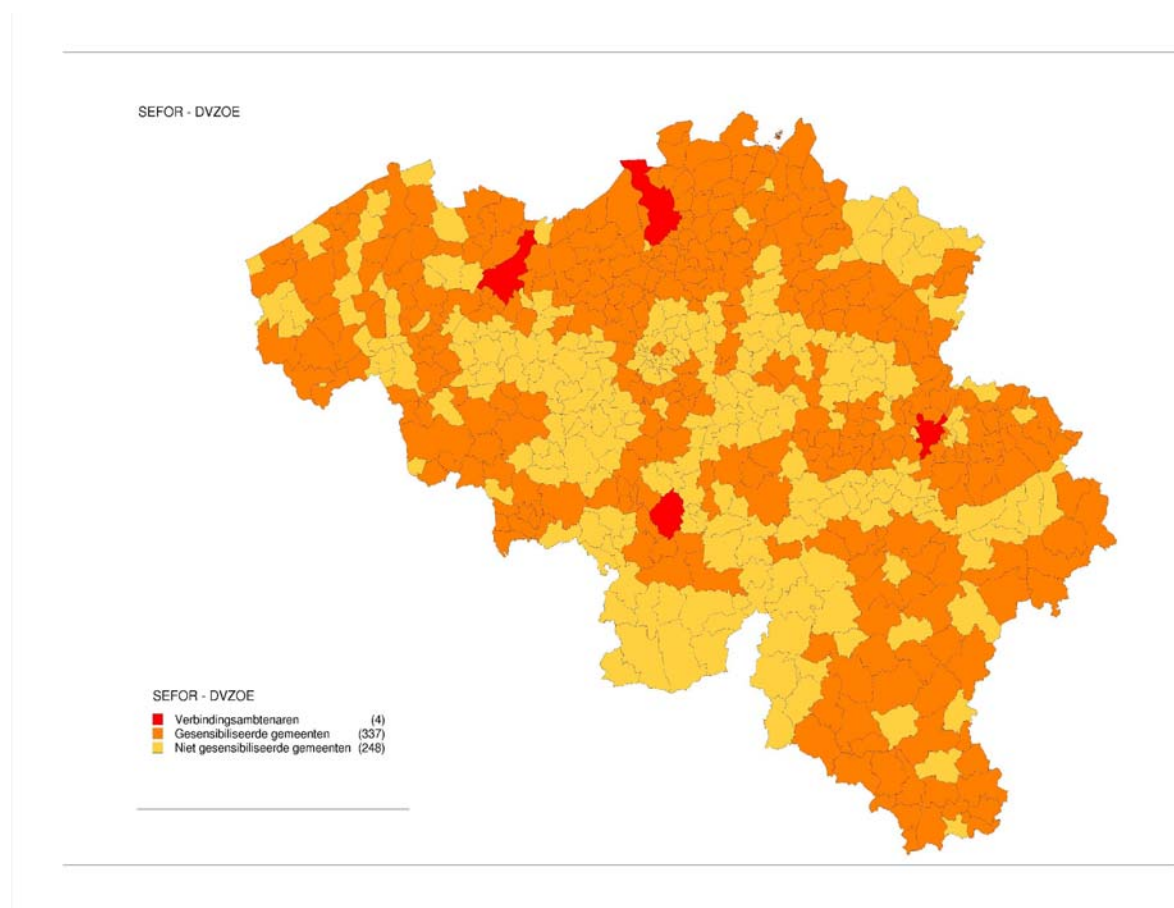 SEFOR - DVZOE
SEFOR - DVZOE
Verbindingsambtenaren (4)
Gesensibiliseerde gemeenten (337)
Niet gesensibiliseerde gemeenten (248)